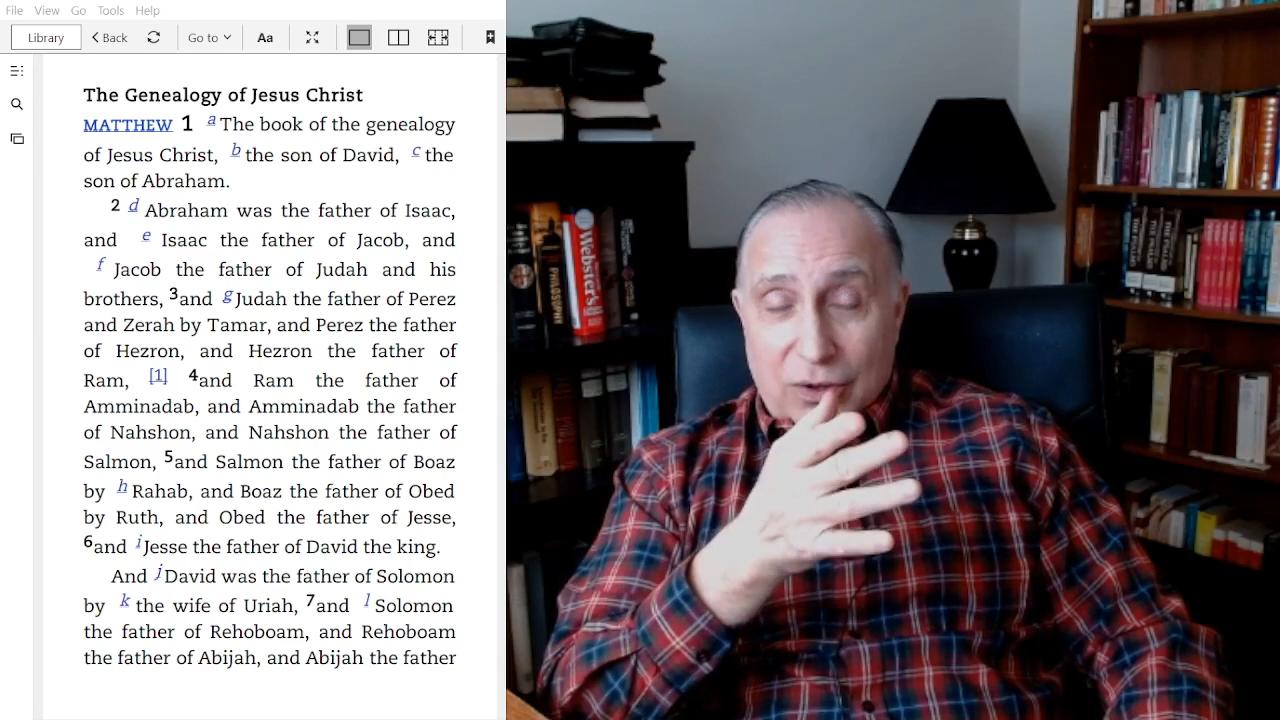 File View Go Tools Help
Library Back Go to Aa
The Genealogy of Jesus Christ
MATTHEW 1 a The book of the genealogy
of Jesus Christ, b the son of David, c the
son of Abraham.
2 d Abraham was the father of Isaac,
and e Isaac the father of Jacob, and
f Jacob the father of Judah and his
brothers, 3 and g Judah the father of Perez
and Zerah by Tamar, and Perez the father
of Hezron, and Hezron the father of
Ram, [1] 4 and Ram the father of
Amminadab, and Amminadab the father
of Nahshon, and Nahshon the father of
Salmon, 5 and Salmon the father of Boaz
by h Rahab, and Boaz the father of Obed
by Ruth, and Obed the father of Jesse,
6 and i Jesse the father of David the king.
And j David was the father of Solomon
by k the wife of Uriah, 7 and l Solomon
the father of Rehoboam, and Rehoboam
the father of Abijah, and Abijah the father
Webster's
PHILOSOPHY